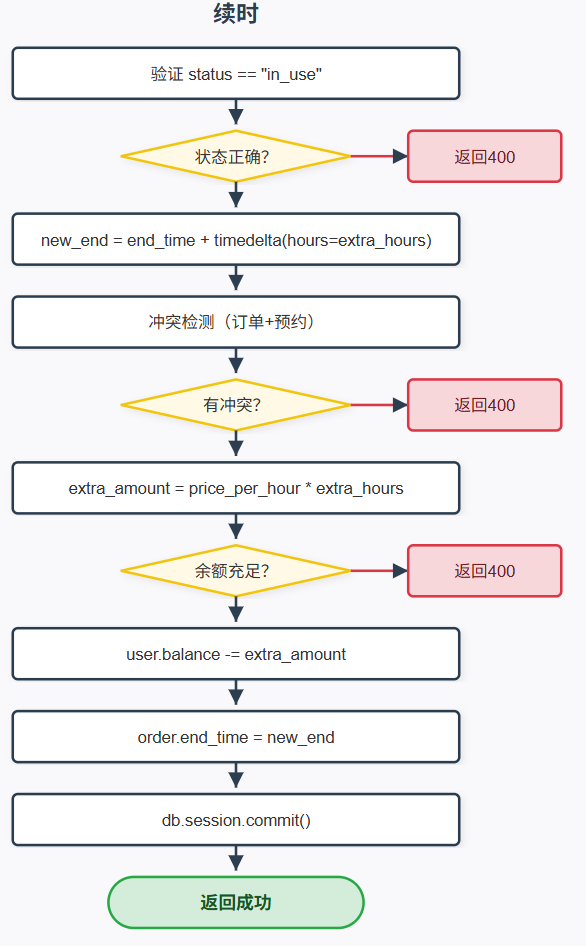 续时
验证 status == "in_use"
状态正确？
返回400
new_end = end_time + timedelta(hours=extra_hours)
冲突检测（订单+预约）
有冲突？
返回400
extra_amount = price_per_hour * extra_hours
余额充足？
返回400
user.balance -= extra_amount
order.end_time = new_end
db.session.commit()
返回成功